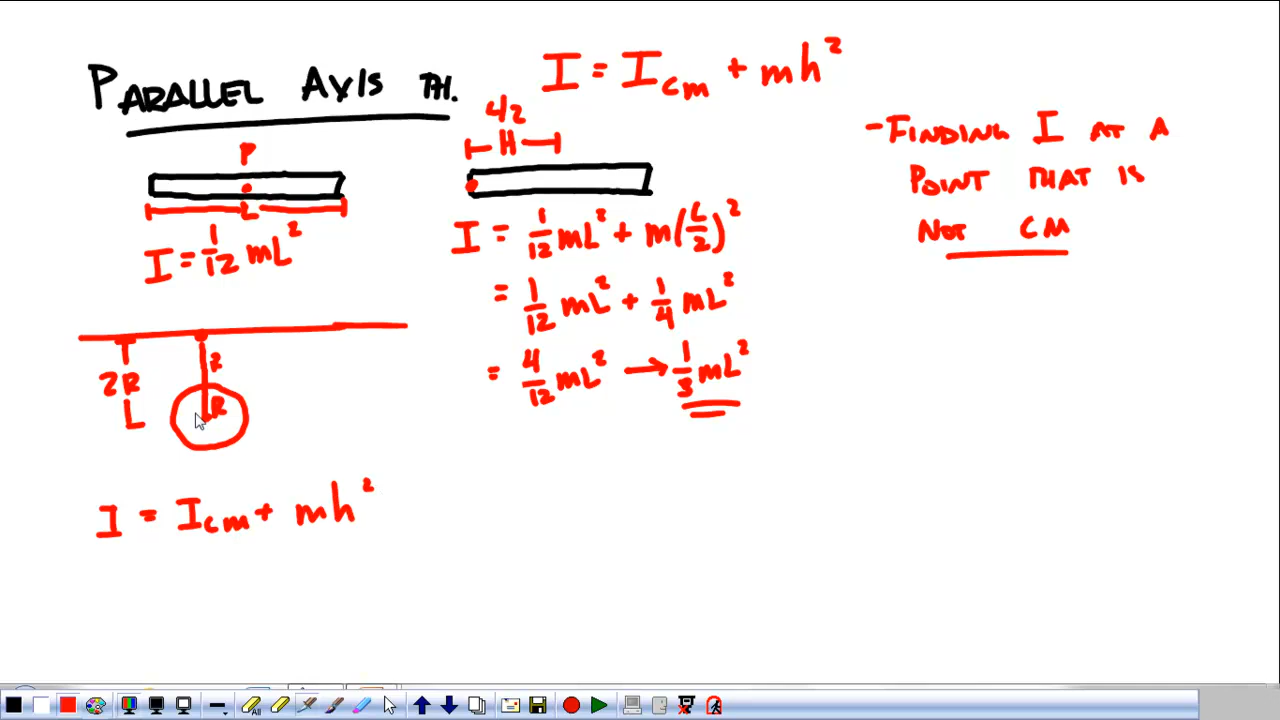 PARALLEL AXIS TH.
I = Icm + mh²
- FINDING I AT A
POINT THAT IS
NOT CM
P
L
I = 1/12 mL²
L/2
H
I = 1/12 mL² + m(L/2)²
= 1/12 mL² + 1/4 mL²
= 4/12 mL² → 1/3 mL²
2R
L
R
I = Icm + mh²
All